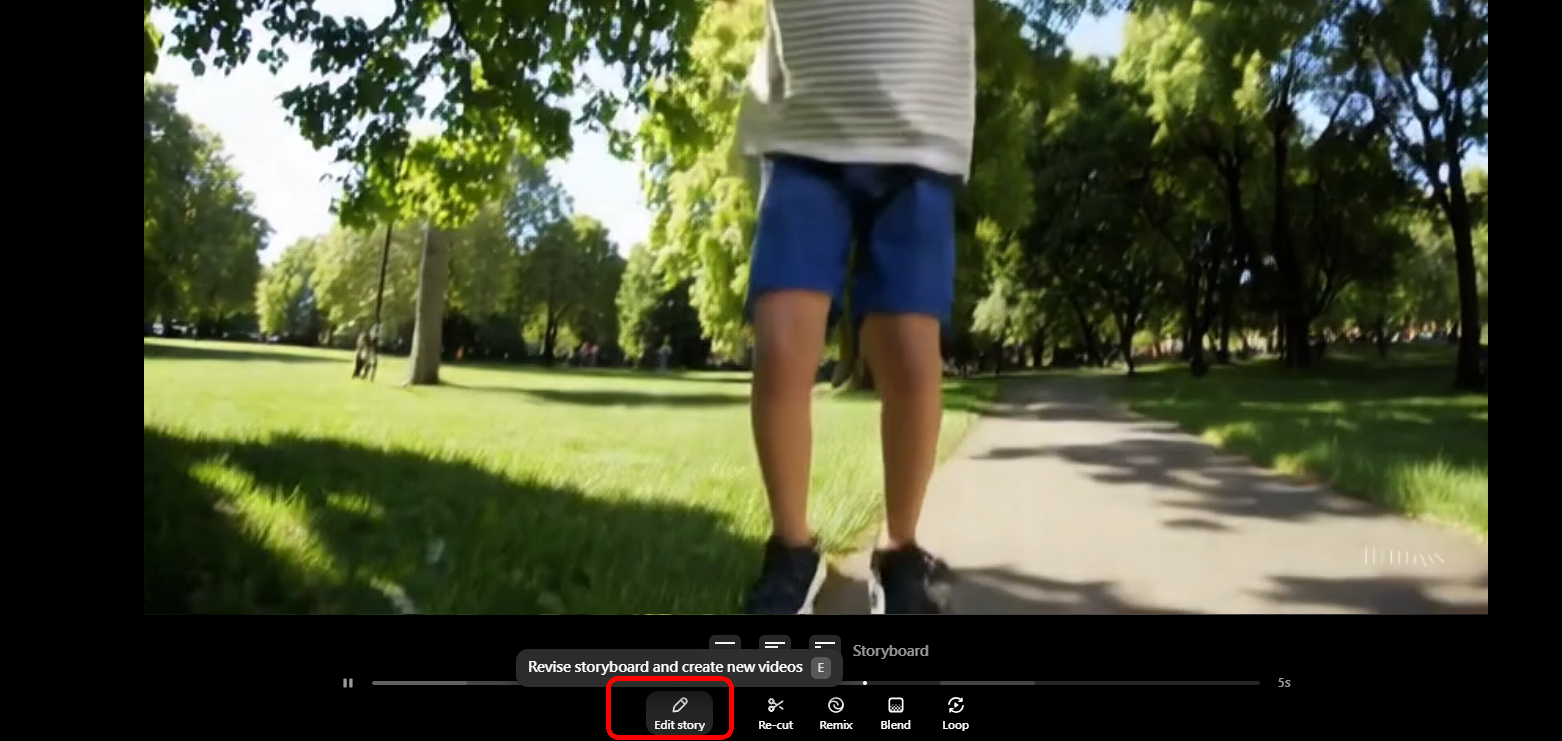 Storyboard
Revise storyboard and create new videos E
5s
Edit story
Re-cut
Remix
Blend
Loop